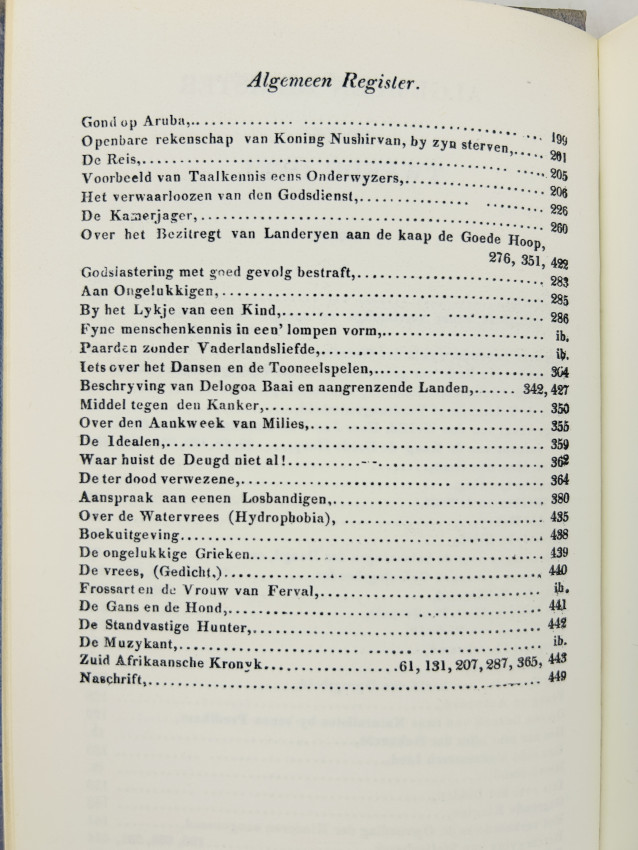 Algemeen Register.
Gond op Aruba,........................ 199
Openbare rekenschap van Koning Nushirvan, by zyn sterven,..... 201
De Reis,........................ 205
Voorbeeld van Taalkennis eens Onderwyzers,........................ 206
Het verwaarloozen van den Godsdienst,........................ 226
De Kamerjager,........................ 260
Over het Bezitregt van Landeryen aan de kaap de Goede Hoop,
276, 351, 422
Godslastering met goed gevolg bestraft,........................ 283
Aan Ongelukkigen,........................ 285
By het Lykje van een Kind,........................ 286
Fyne menschenkennis in een' lompen vorm,........................ ib.
Paarden zonder Vaderlandsliefde,........................ ib.
Iets over het Dansen en de Tooneelspelen,........................ 364
Beschryving van Delogoa Baai en aangrenzende Landen,...... 342, 427
Middel tegen den Kanker,........................ 350
Over den Aankweek van Milies,........................ 355
De Idealen,........................ 359
Waar huist de Deugd niet al!........................ 362
De ter dood verwezene,........................ 364
Aanspraak aan eenen Losbandigen,........................ 380
Over de Watervrees (Hydrophobia), ........................ 435
Boekuitgeving........................ 438
De ongelukkige Grieken........................ 439
De vrees, (Gedicht.)........................ 440
Frossart en de Vrouw van Ferval,........................ ib.
De Gans en de Hond,........................ 441
De Standvastige Hunter,........................ 442
De Muzykant,........................ ib.
Zuid Afrikaansche Kronyk..................61, 131, 207, 287, 365, 443
Naschrift,........................ 449